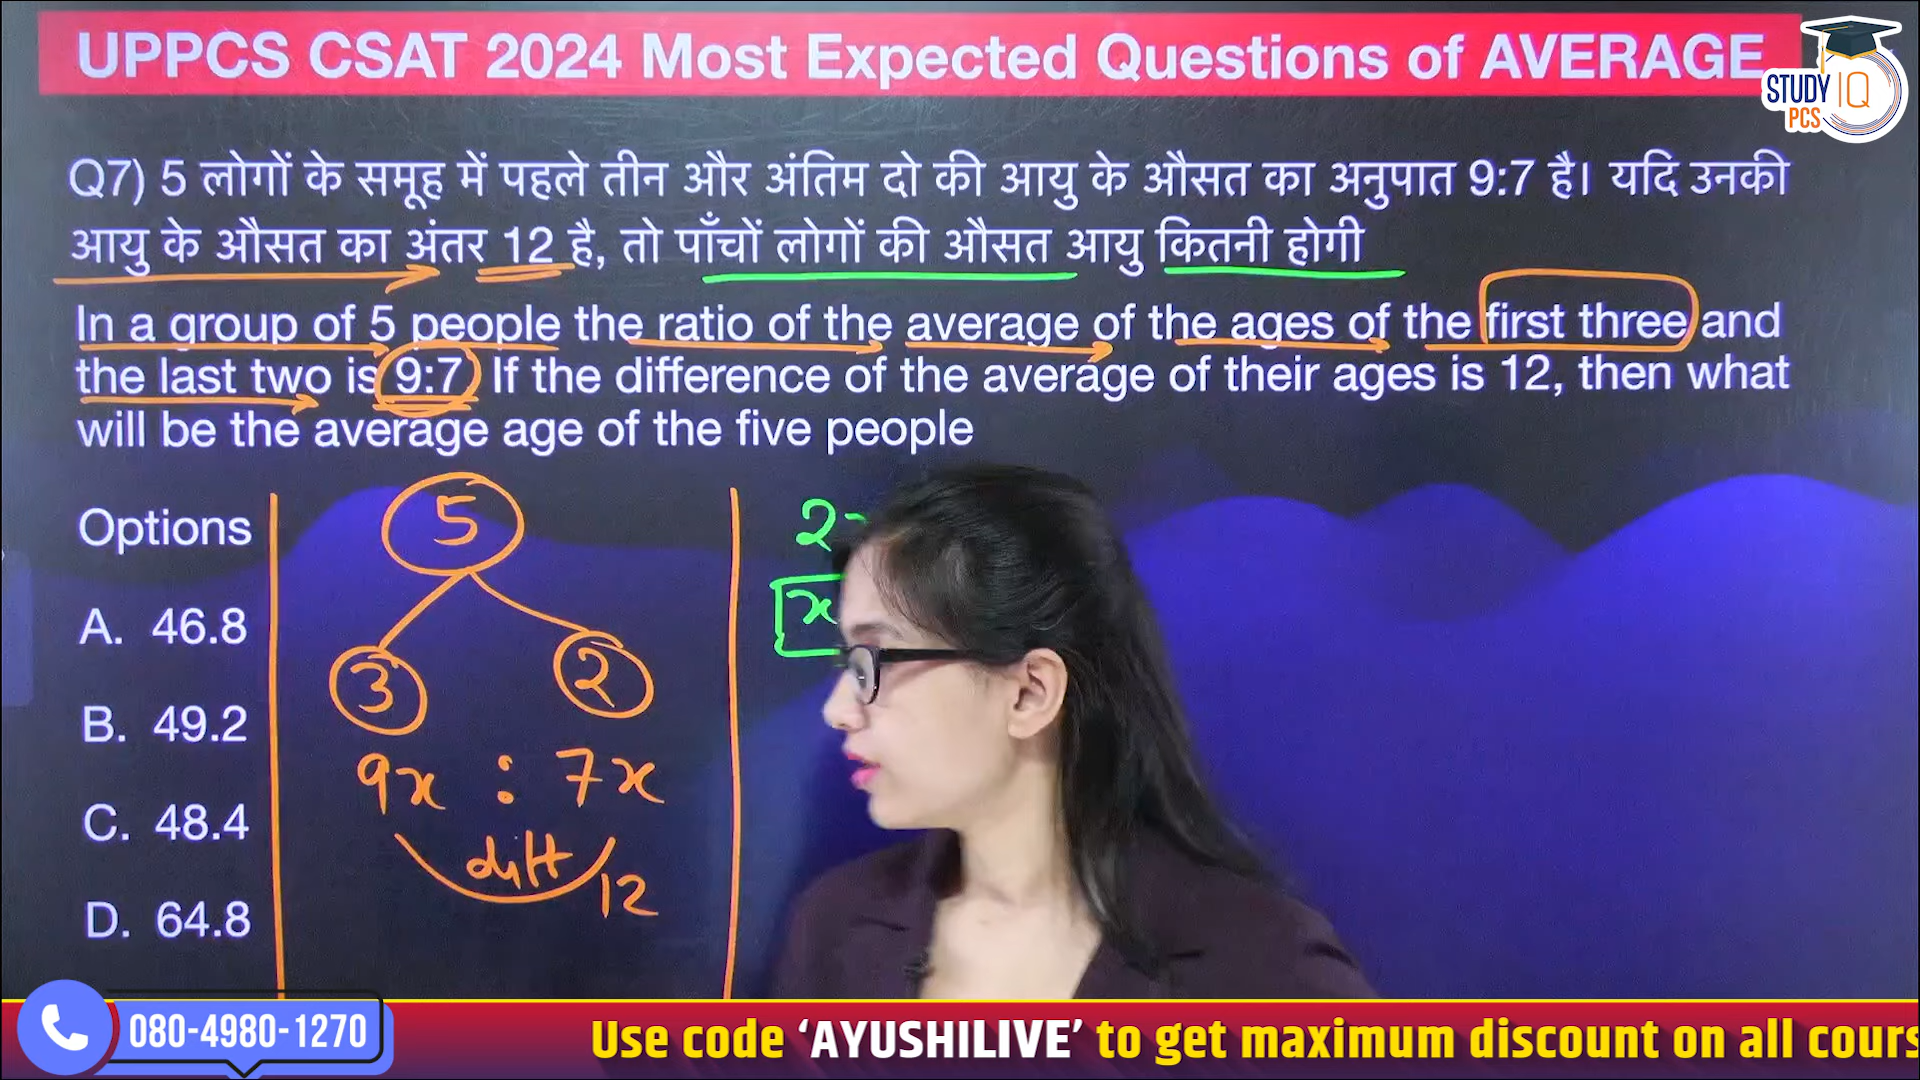 UPPCS CSAT 2024 Most Expected Questions of AVERAGE
STUDY IQ
PCS
Q7) 5 लोगों के समूह में पहले तीन और अंतिम दो की आयु के औसत का अनुपात 9:7 है। यदि उनकी
आयु के औसत का अंतर 12 है, तो पाँचों लोगों की औसत आयु कितनी होगी
In a group of 5 people the ratio of the average of the ages of the first three and
the last two is 9:7. If the difference of the average of their ages is 12, then what
will be the average age of the five people
Options
A. 46.8
B. 49.2
C. 48.4
D. 64.8
5
3 2
9x : 7x
diff 12
2
x
080-4980-1270
Use code ‘AYUSHILIVE’ to get maximum discount on all cours